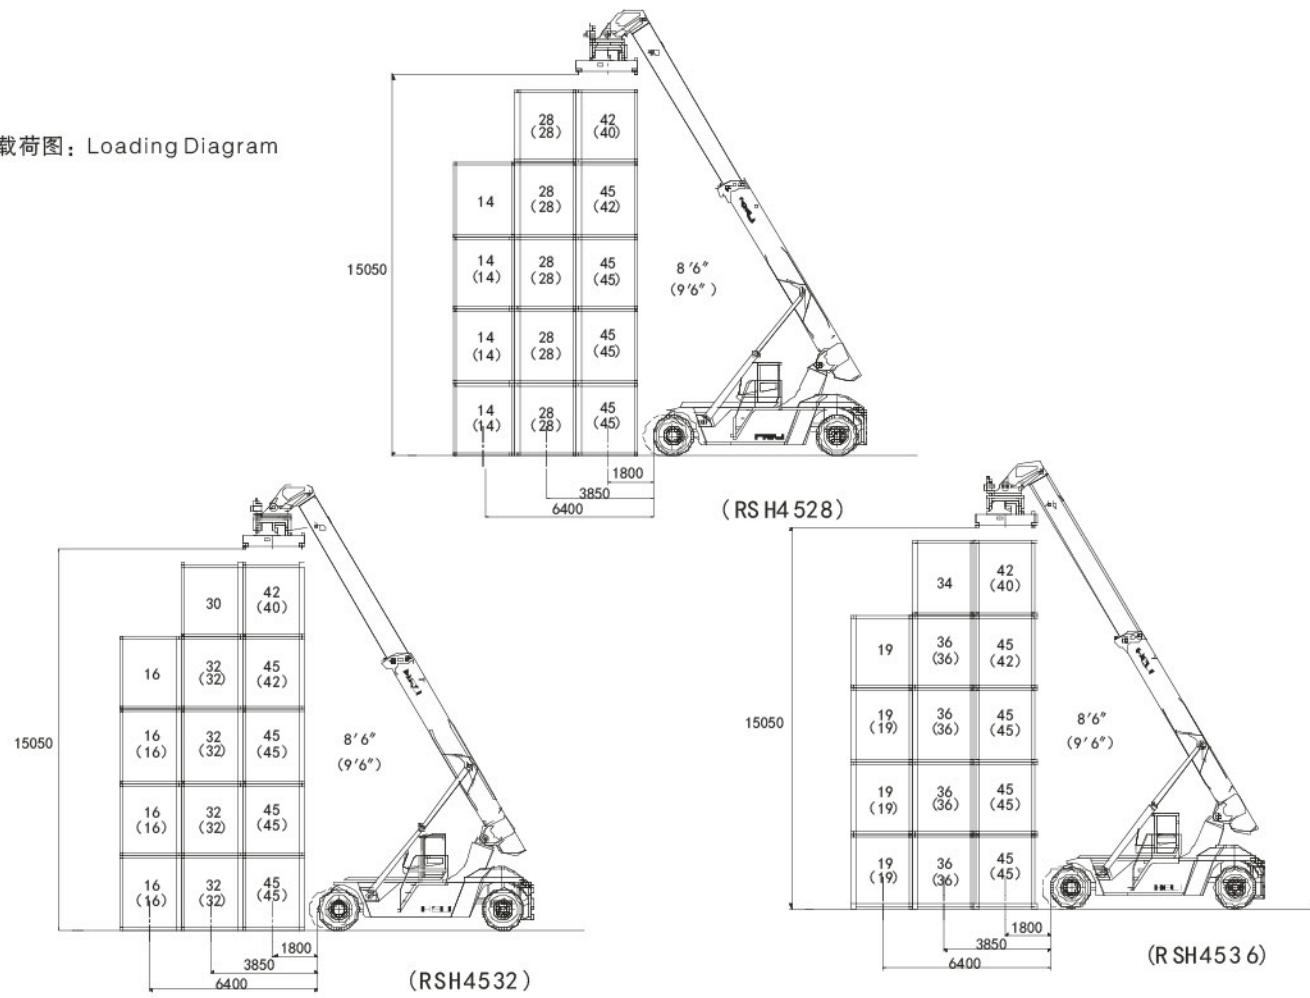 载荷图：Loading Diagram
28 42
(28) (40)
14 28 45
(28) (42)
14 28 45
(14) (28) (45)
15050
8′6″
(9′6″)
14 28 45
(14) (28) (45)
14 28 45
(14) (28) (45)
1800
3850
6400
(RSH4528)
30 42
(40)
16 32 45
(32) (42)
16 32 45
(16) (32) (45)
15050
8′6″
(9′6″)
16 32 45
(16) (32) (45)
16 32 45
(16) (32) (45)
1800
3850
6400
(RSH4532)
34 42
(40)
19 36 45
(36) (42)
19 36 45
(19) (36) (45)
15050
8′6″
(9′6″)
19 36 45
(19) (36) (45)
19 36 45
(19) (36) (45)
HELI
1800
3850
6400
(RSH4536)